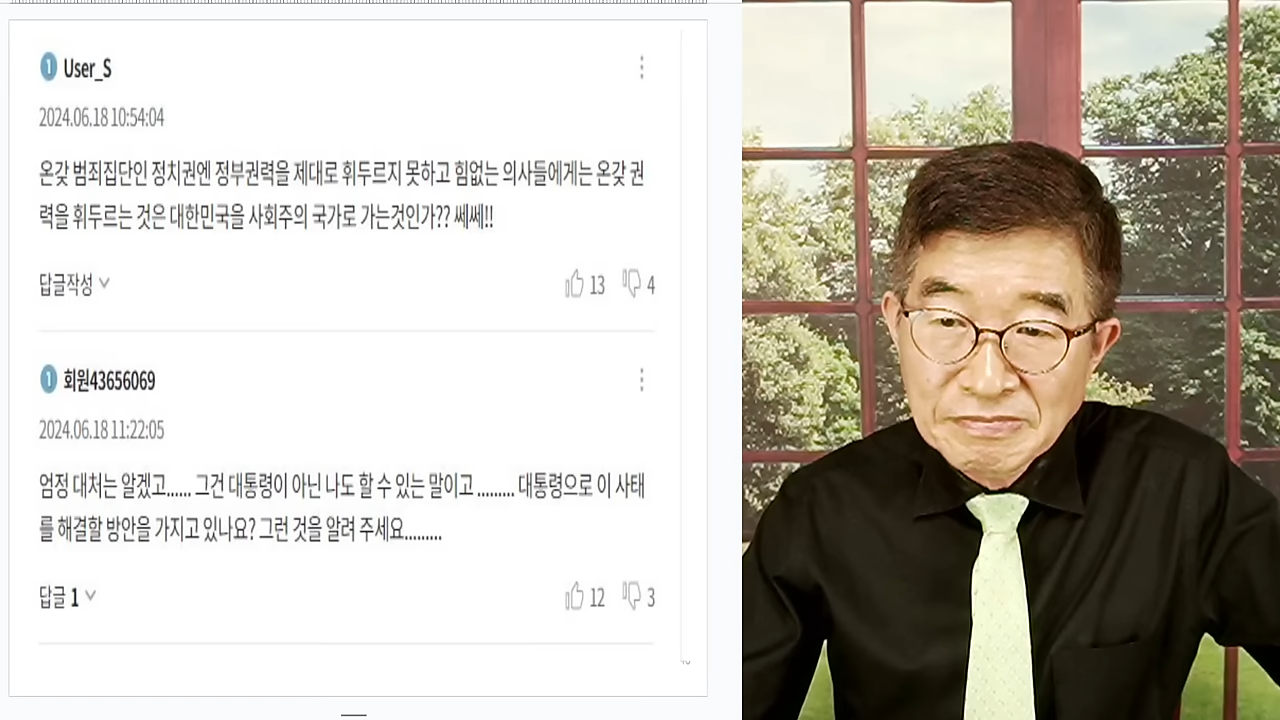 1 User_S
2024.06.18 10:54:04
온갖 범죄집단인 정치권엔 정부권력을 제대로 휘두르지 못하고 힘없는 의사들에게는 온갖 권
력을 휘두르는 것은 대한민국을 사회주의 국가로 가는것인가?? 쎄쎄!!
답글작성
13 4
1 회원43656069
2024.06.18 11:22:05
엄정 대처는 알겠고...... 그건 대통령이 아닌 나도 할 수 있는 말이고 ......... 대통령으로 이 사태
를 해결할 방안을 가지고 있나요? 그런 것을 알려 주세요.........
답글 1
12 3